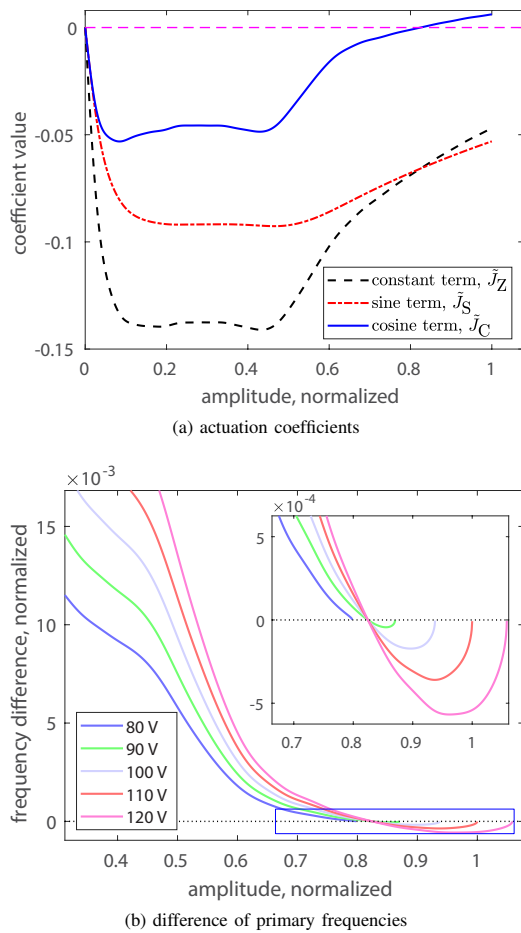 0
-0.05
-0.1
-0.15
coefficient value
constant term, J̃_Z
sine term, J̃_S
cosine term, J̃_C
0 0.2 0.4 0.6 0.8 1
amplitude, normalized
(a) actuation coefficients
×10^-3
15
10
5
0
frequency difference, normalized
×10^-4
5
0
-5
0.7 0.8 0.9 1
80 V
90 V
100 V
110 V
120 V
0.4 0.5 0.6 0.7 0.8 0.9 1
amplitude, normalized
(b) difference of primary frequencies